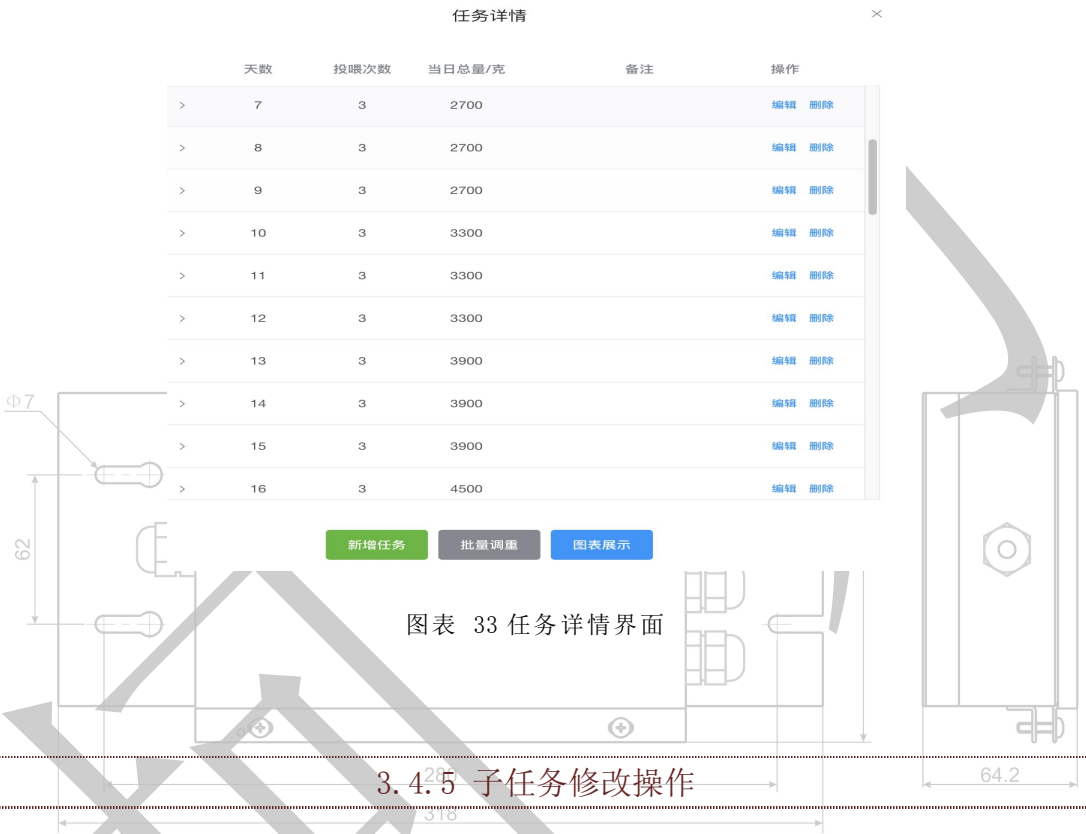 任务详情 ×
天数 投喂次数 当日总量/克 备注 操作
> 7 3 2700 编辑 删除
> 8 3 2700 编辑 删除
> 9 3 2700 编辑 删除
> 10 3 3300 编辑 删除
> 11 3 3300 编辑 删除
> 12 3 3300 编辑 删除
> 13 3 3900 编辑 删除
> 14 3 3900 编辑 删除
> 15 3 3900 编辑 删除
> 16 3 4500 编辑 删除
Φ7
62
新增任务 批量调重 图表展示
图表 33 任务详情界面
3.4.5 子任务修改操作
64.2
318